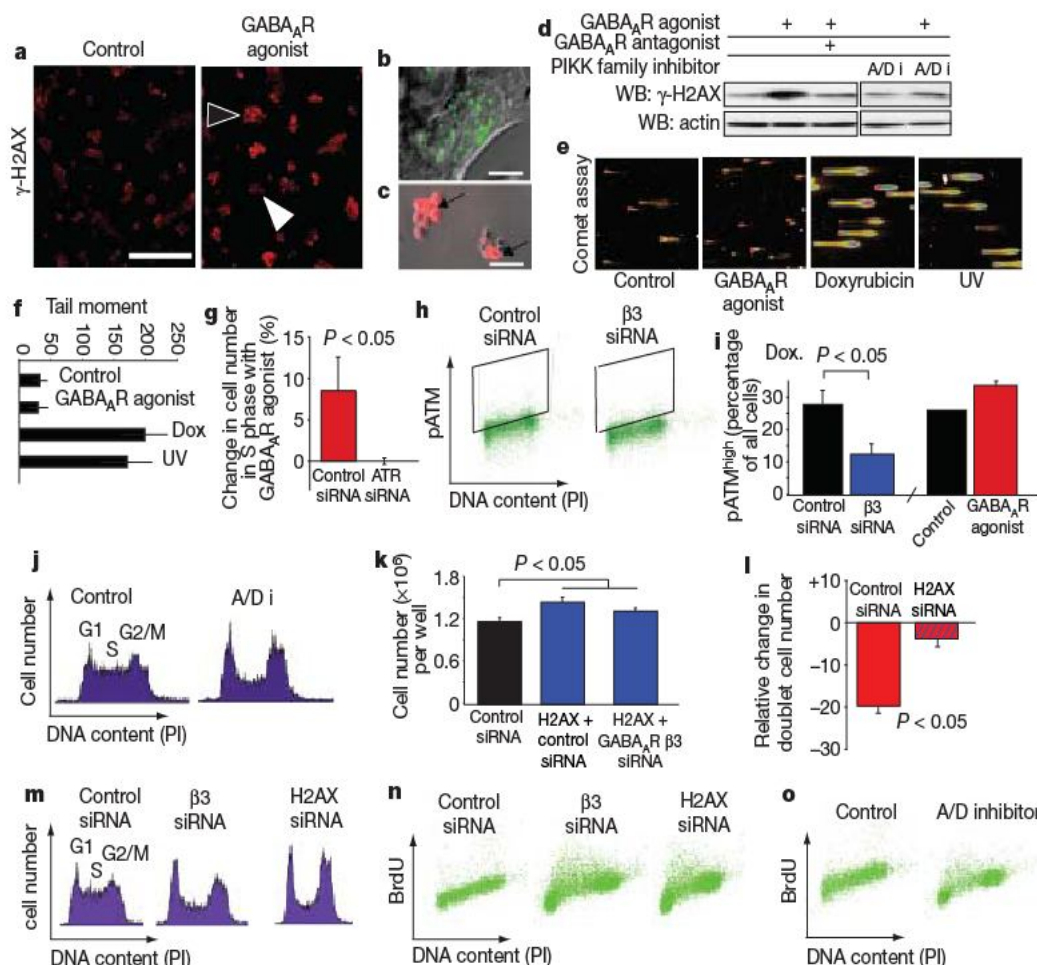 a
Control
GABAAR
agonist
γ-H2AX
b
c
d
GABAAR agonist + + +
GABAAR antagonist +
PIKK family inhibitor A/D i A/D i
WB: γ-H2AX
WB: actin
e
Comet assay
Control
GABAAR
agonist
Doxyrubicin
UV
f
Tail moment
0
50
100
150
200
250
Control
GABAAR agonist
Dox
UV
g
Change in cell number
in S phase with
GABAAR agonist (%)
P < 0.05
15
10
5
0
Control
siRNA
ATR
siRNA
h
Control
siRNA
β3
siRNA
pATM
DNA content (PI)
i
Dox.
P < 0.05
pATMhigh (percentage
of all cells)
30
20
10
0
Control
siRNA
β3
siRNA
Control
GABAAR
agonist
j
Control
A/D i
G1
S
G2/M
Cell number
DNA content (PI)
k
P < 0.05
Cell number (×10⁶)
per well
1.8
1.2
0.6
0
Control
siRNA
H2AX +
control
siRNA
H2AX +
GABAAR β3
siRNA
l
Relative change in
doublet cell number
+10
0
−10
−20
−30
Control
siRNA
H2AX
siRNA
P < 0.05
m
Control
siRNA
β3
siRNA
H2AX
siRNA
G1
S
G2/M
cell number
DNA content (PI)
n
Control
siRNA
β3
siRNA
H2AX
siRNA
BrdU
DNA content (PI)
o
Control
A/D inhibitor
BrdU
DNA content (PI)